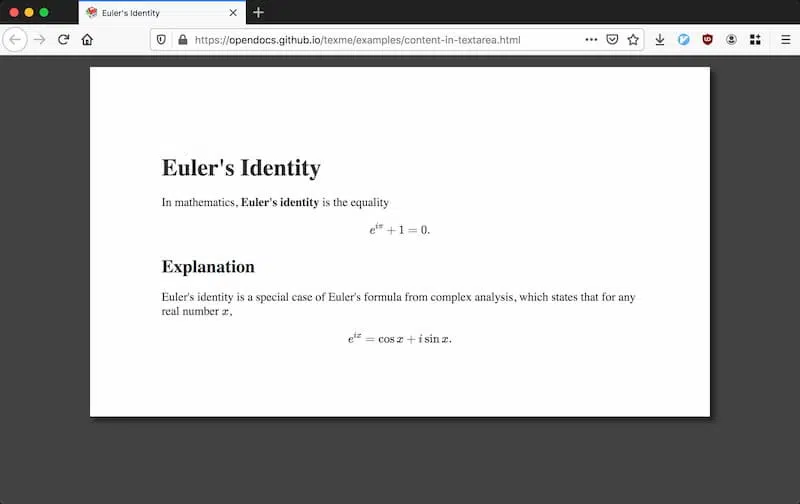 Euler's Identity
https://opendocs.github.io/texme/examples/content-in-textarea.html
Euler's Identity
In mathematics, Euler's identity is the equality
e^{iπ} + 1 = 0.
Explanation
Euler's identity is a special case of Euler's formula from complex analysis, which states that for any
real number x,
e^{ix} = cos x + i sin x.